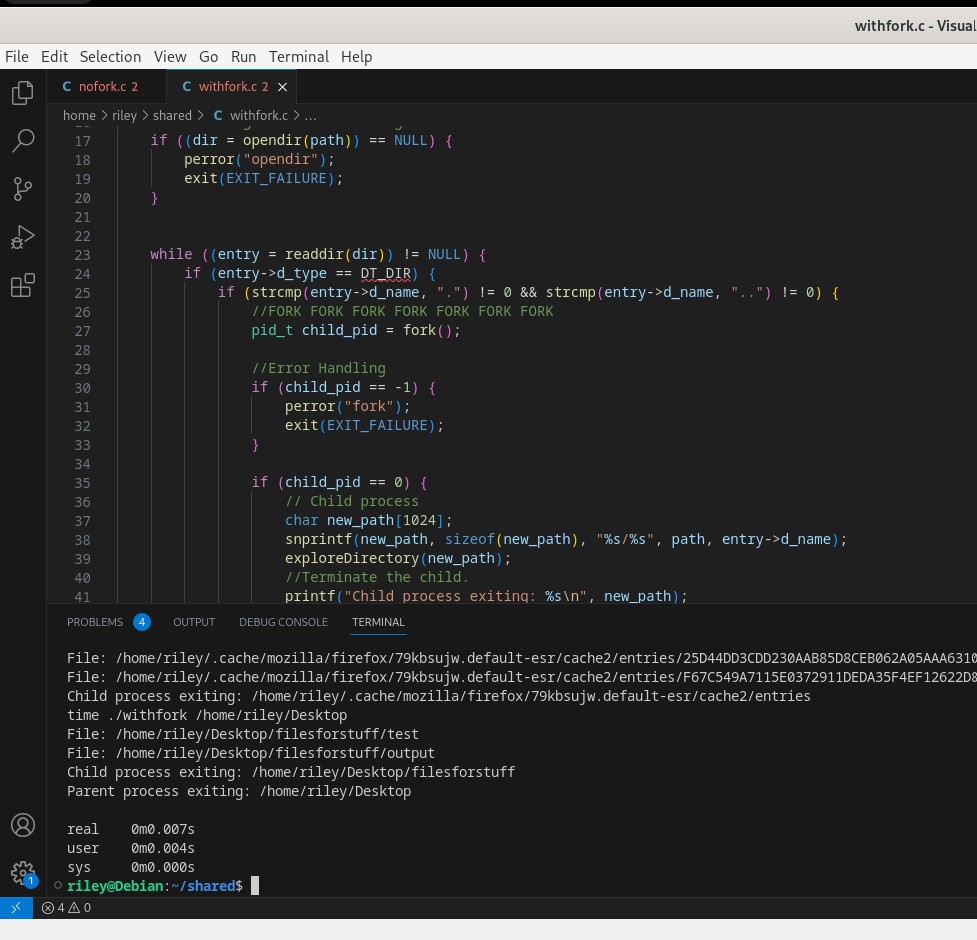 withfork.c - Visual
File Edit Selection View Go Run Terminal Help
nofork.c 2 withfork.c 2
home > riley > shared > C withfork.c > ...
17 if ((dir = opendir(path)) == NULL) {
18 perror("opendir");
19 exit(EXIT_FAILURE);
20 }
21
22
23 while ((entry = readdir(dir)) != NULL) {
24 if (entry->d_type == DT_DIR) {
25 if (strcmp(entry->d_name, ".") != 0 && strcmp(entry->d_name, "..") != 0) {
26 //FORK FORK FORK FORK FORK FORK FORK
27 pid_t child_pid = fork();
28
29 //Error Handling
30 if (child_pid == -1) {
31 perror("fork");
32 exit(EXIT_FAILURE);
33 }
34
35 if (child_pid == 0) {
36 // Child process
37 char new_path[1024];
38 snprintf(new_path, sizeof(new_path), "%s/%s", path, entry->d_name);
39 exploreDirectory(new_path);
40 //Terminate the child.
41 printf("Child process exiting: %s\n", new_path);
PROBLEMS 4 OUTPUT DEBUG CONSOLE TERMINAL
File: /home/riley/.cache/mozilla/firefox/79kbsujw.default-esr/cache2/entries/25D44DD3CDD230AAB85D8CEB062A05AAA6310
File: /home/riley/.cache/mozilla/firefox/79kbsujw.default-esr/cache2/entries/F67C549A7115E0372911DEDA35F4EF12622D8
Child process exiting: /home/riley/.cache/mozilla/firefox/79kbsujw.default-esr/cache2/entries
time ./withfork /home/riley/Desktop
File: /home/riley/Desktop/filesforstuff/test
File: /home/riley/Desktop/filesforstuff/output
Child process exiting: /home/riley/Desktop/filesforstuff
Parent process exiting: /home/riley/Desktop
real 0m0.007s
user 0m0.004s
sys 0m0.000s
riley@Debian:~/shared$
1
4 0